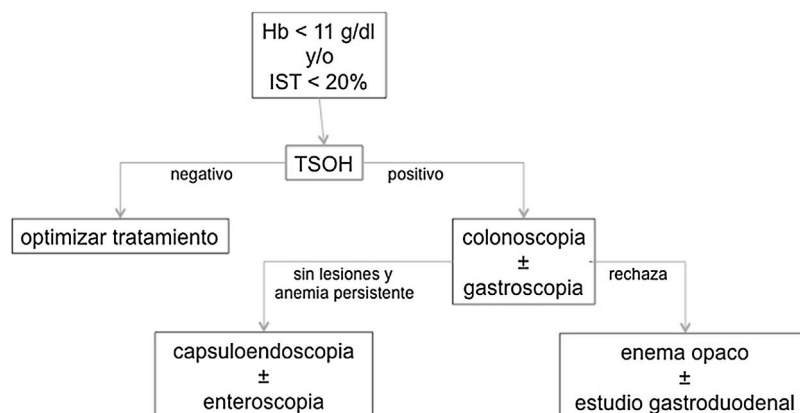 Hb < 11 g/dl
y/o
IST < 20%
TSOH
negativo
positivo
optimizar tratamiento
colonoscopia
±
gastroscopia
sin lesiones y
anemia persistente
rechaza
capsuloendoscopia
±
enteroscopia
enema opaco
±
estudio gastroduodenal